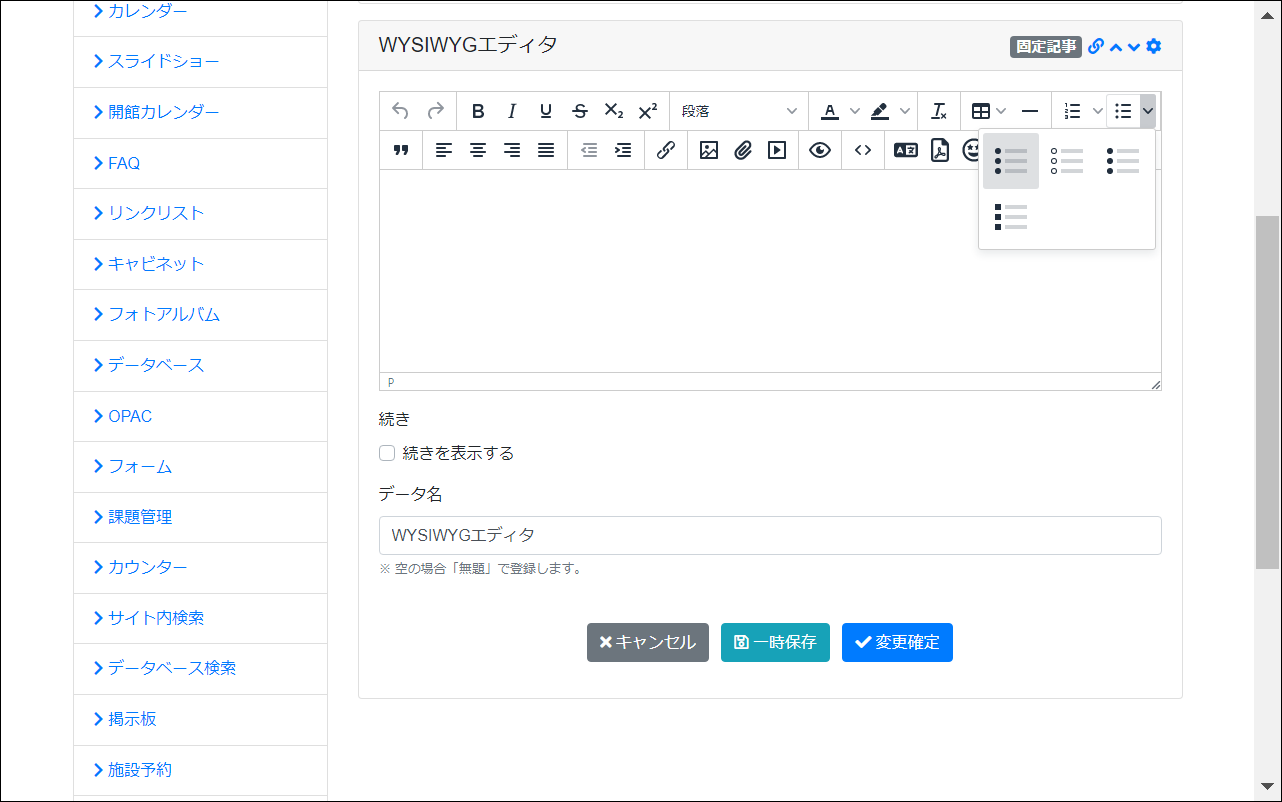 カレンダー
スライドショー
開館カレンダー
FAQ
リンクリスト
キャビネット
フォトアルバム
データベース
OPAC
フォーム
課題管理
カウンター
サイト内検索
データベース検索
掲示板
施設予約
WYSIWYGエディタ
固定記事
段落
P
続き
続きを表示する
データ名
WYSIWYGエディタ
※ 空の場合「無題」で登録します。
キャンセル
一時保存
変更確定